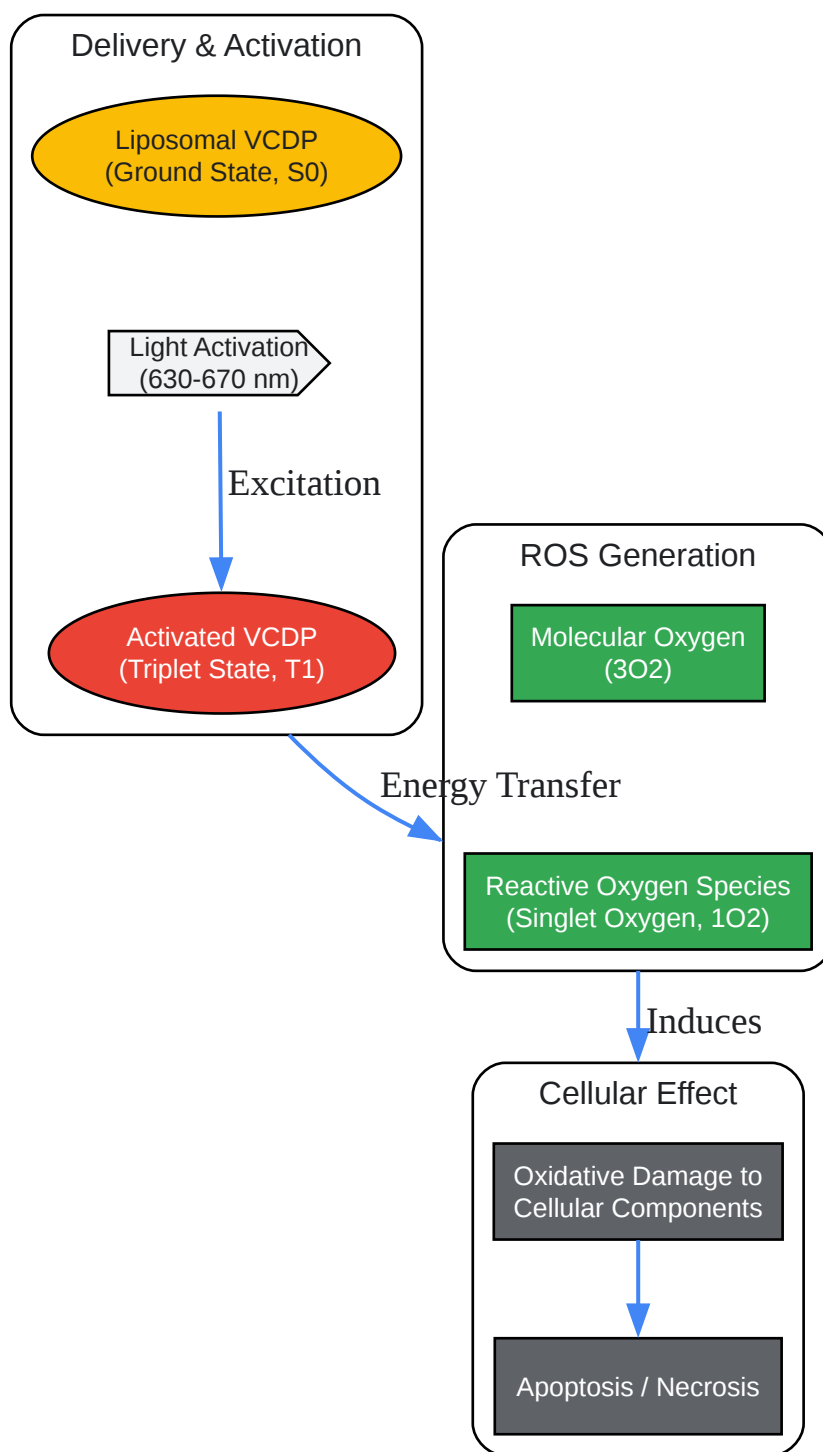 Delivery & Activation
Liposomal VCDP
(Ground State, S0)
Light Activation
(630-670 nm)
Excitation
Activated VCDP
(Triplet State, T1)
ROS Generation
Molecular Oxygen
(3O2)
Energy Transfer
Reactive Oxygen Species
(Singlet Oxygen, 1O2)
Induces
Cellular Effect
Oxidative Damage to
Cellular Components
Apoptosis / Necrosis